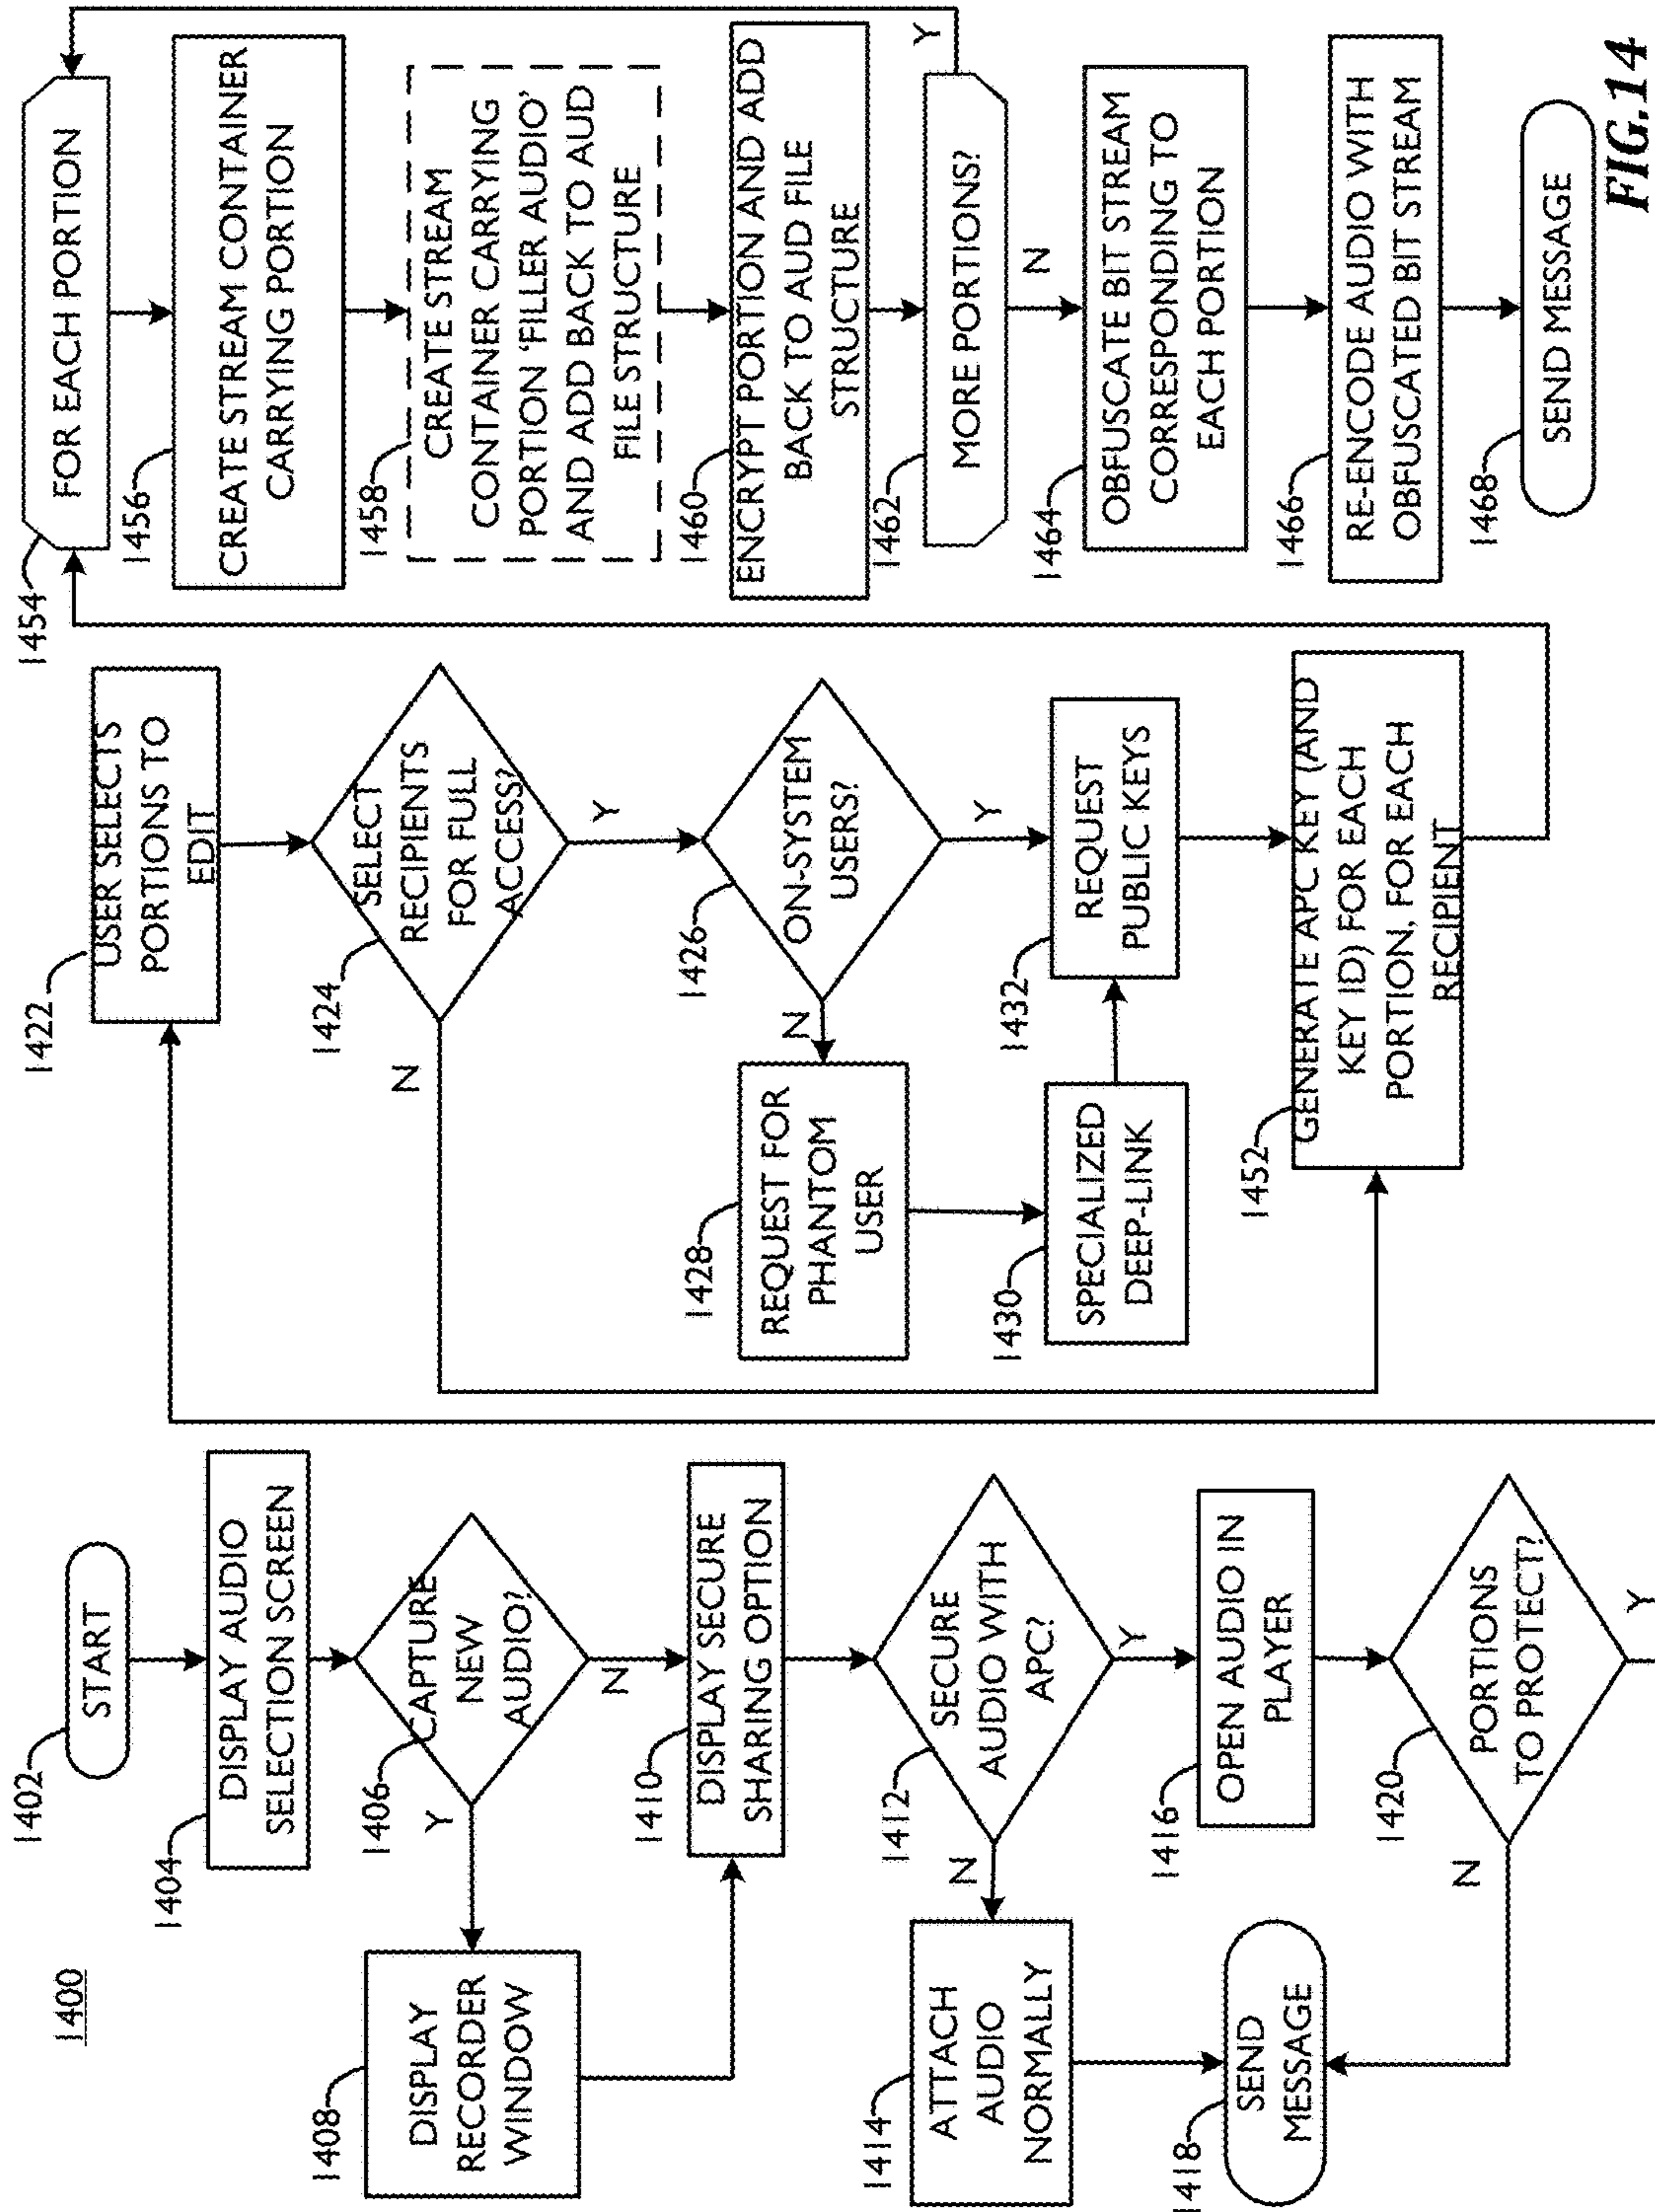 1400
1402
START
1404
DISPLAY AUDIO
SELECTION SCREEN
1406
CAPTURE
NEW
AUDIO?
Y
N
1408
DISPLAY
RECORDER
WINDOW
1410
DISPLAY SECURE
SHARING OPTION
1412
SECURE
AUDIO WITH
APC?
N
Y
1414
ATTACH
AUDIO
NORMALLY
1416
OPEN AUDIO IN
PLAYER
1418
SEND
MESSAGE
1420
PORTIONS
TO PROTECT?
N
Y
1422
USER SELECTS
PORTIONS TO
EDIT
1424
SELECT
RECIPIENTS
FOR FULL
ACCESS?
N
Y
1426
ON-SYSTEM
USERS?
N
Y
1428
REQUEST FOR
PHANTOM
USER
1430
SPECIALIZED
DEEP-LINK
1432
REQUEST
PUBLIC KEYS
1452
GENERATE APC KEY (AND
KEY ID) FOR EACH
PORTION, FOR EACH
RECIPIENT
1454
FOR EACH PORTION
1456
CREATE STREAM CONTAINER
CARRYING PORTION
1458
CREATE STREAM
CONTAINER CARRYING
PORTION ‘FILLER AUDIO’
AND ADD BACK TO AUD
FILE STRUCTURE
1460
ENCRYPT PORTION AND ADD
BACK TO AUD FILE
STRUCTURE
1462
MORE PORTIONS?
Y
N
1464
OBFUSCATE BIT STREAM
CORRESPONDING TO
EACH PORTION
1466
RE-ENCODE AUDIO WITH
OBFUSCATED BIT STREAM
1468
SEND MESSAGE
FIG.14